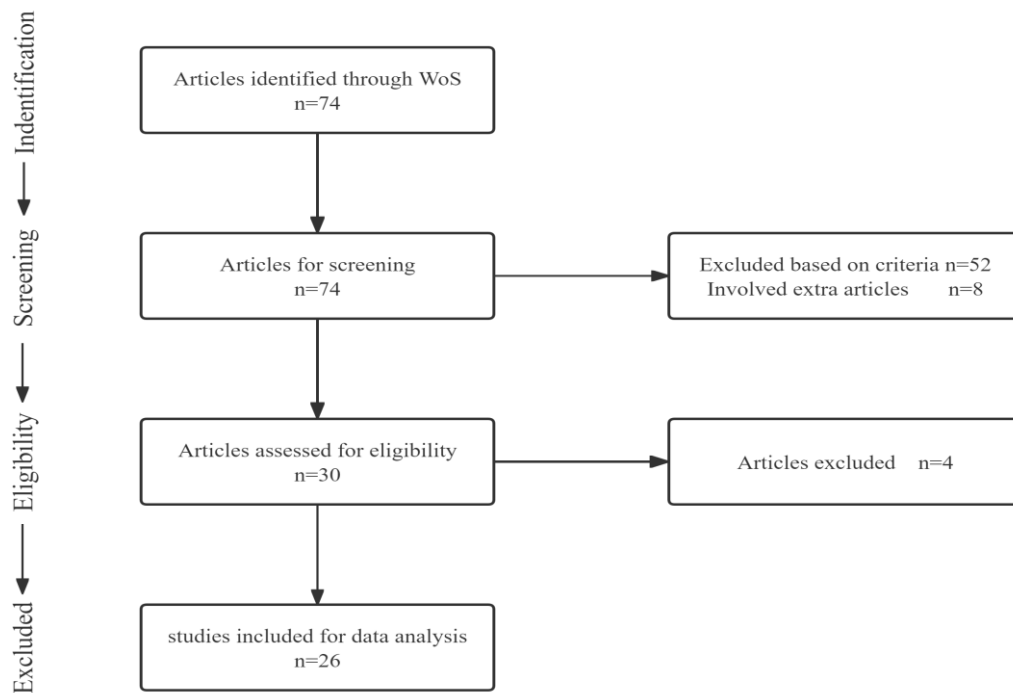 Indentification
Articles identified through WoS
n=74
Screening
Articles for screening
n=74
Excluded based on criteria n=52
Involved extra articles n=8
Eligibility
Articles assessed for eligibility
n=30
Articles excluded n=4
Excluded
studies included for data analysis
n=26